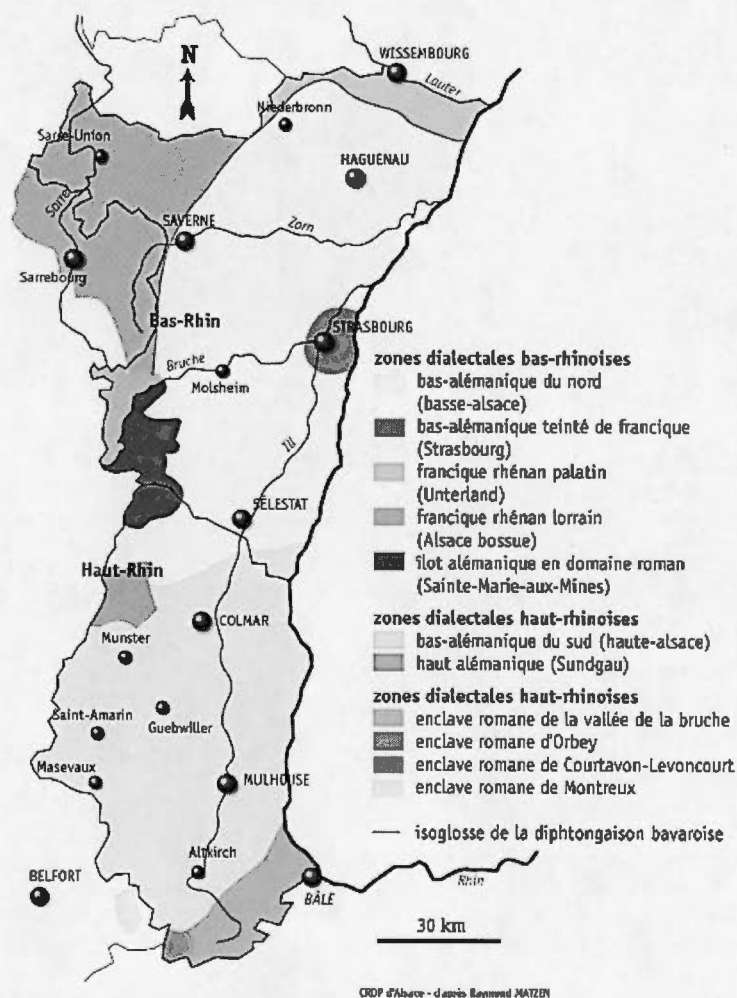 WISSEMBOURG
N
Lauter
Niederbronn
Sarre-Union
HAGUENAU
Sarre
SAVERNE
Zorn
Sarrebourg
Bas-Rhin
STRASBOURG
Bruche
Molsheim
Ill
SÉLESTAT
Haut-Rhin
COLMAR
Munster
Saint-Amarin
Guebwiller
Masevaux
MULHOUSE
Altkirch
BELFORT
BÂLE
Rhin
zones dialectales bas-rhinoises
bas-alémanique du nord
(basse-alsace)
bas-alémanique teinté de francique
(Strasbourg)
francique rhénan palatin
(Unterland)
francique rhénan lorrain
(Alsace bossue)
îlot alémanique en domaine roman
(Sainte-Marie-aux-Mines)
zones dialectales haut-rhinoises
bas-alémanique du sud (haute-alsace)
haut alémanique (Sundgau)
zones dialectales haut-rhinoises
enclave romane de la vallée de la bruche
enclave romane d'Orbey
enclave romane de Courtavon-Levoncourt
enclave romane de Montreux
isoglosse de la diphtongaison bavaroise
30 km
CRDP d'Alsace - d'après Raymond MATZEN